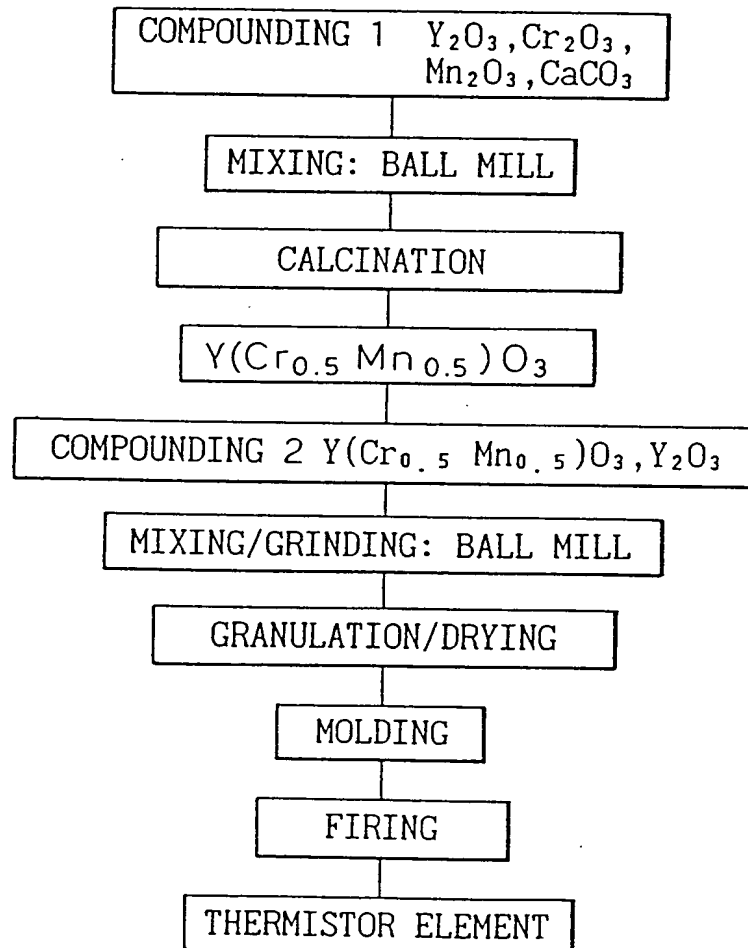 COMPOUNDING 1 Y₂O₃,Cr₂O₃,
Mn₂O₃,CaCO₃
MIXING: BALL MILL
CALCINATION
Y(Cr₀.₅ Mn₀.₅)O₃
COMPOUNDING 2 Y(Cr₀.₅ Mn₀.₅)O₃,Y₂O₃
MIXING/GRINDING: BALL MILL
GRANULATION/DRYING
MOLDING
FIRING
THERMISTOR ELEMENT